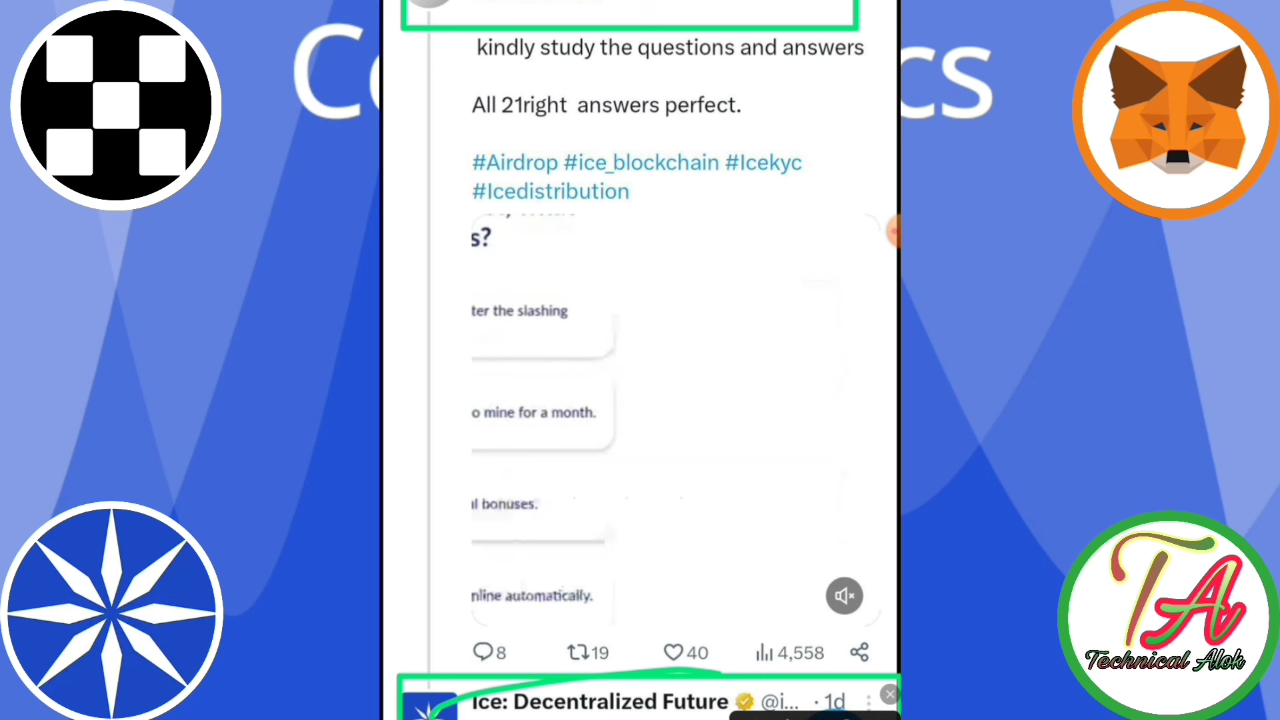 kindly study the questions and answers
All 21right answers perfect.
#Airdrop #ice_blockchain #Icekyc
#Icedistribution
s?
ter the slashing
o mine for a month.
l bonuses.
nline automatically.
8 19 40 4,558
Ice: Decentralized Future @i... · 1d
TA
Technical Alok